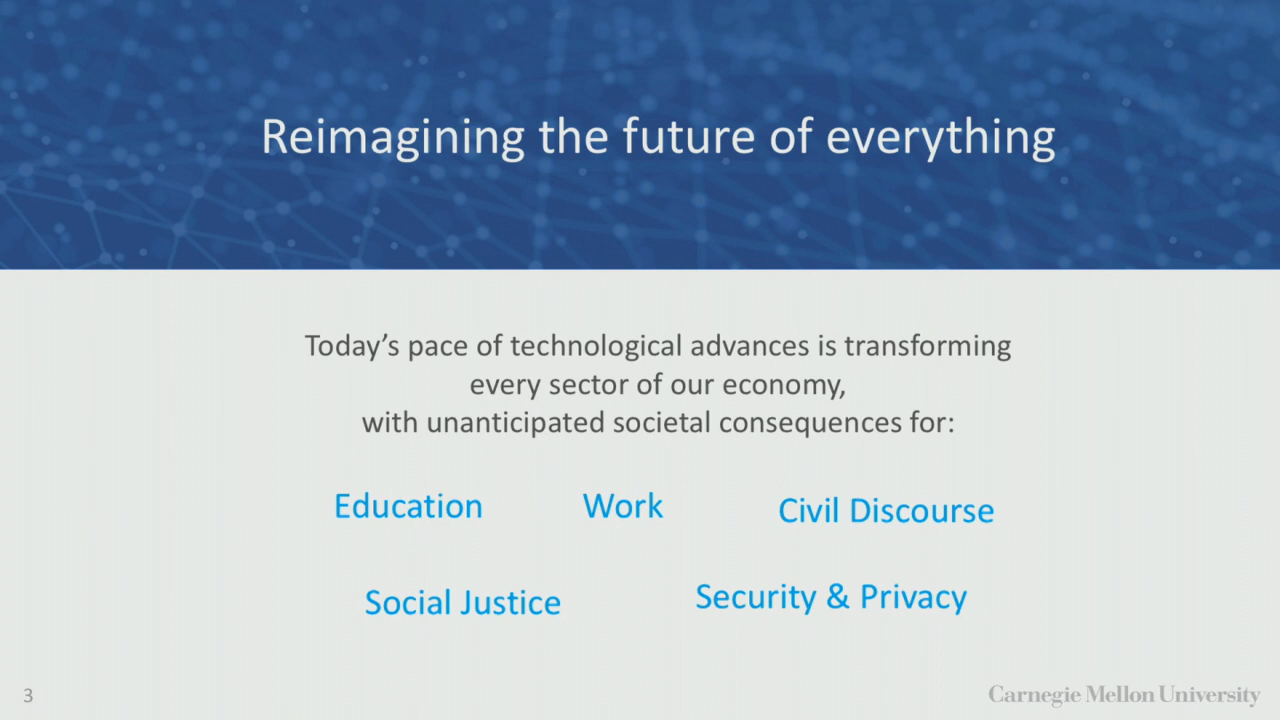 Reimagining the future of everything
Today’s pace of technological advances is transforming
every sector of our economy,
with unanticipated societal consequences for:
Education Work Civil Discourse
Social Justice Security & Privacy
3 Carnegie Mellon University